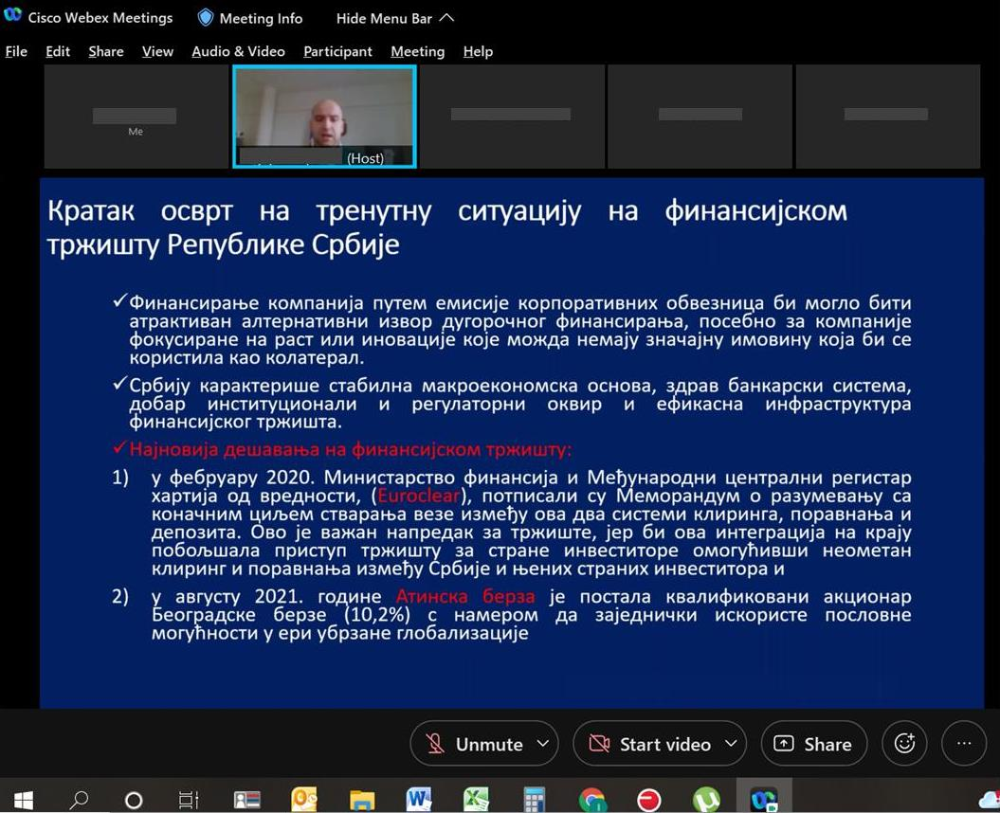 Cisco Webex Meetings
Meeting Info
Hide Menu Bar
File Edit Share View Audio & Video Participant Meeting Help
Me
(Host)
Кратак осврт на тренутну ситуацију на финансијском
тржишту Републике Србије
✓Финансирање компанија путем емисије корпоративних обвезница би могло бити
атрактиван алтернативни извор дугорочног финансирања, посебно за компаније
фокусиране на раст или иновације које можда немају значајну имовину која би се
користила као колатерал.
✓Србију карактерише стабилна макроекономска основа, здрав банкарски система,
добар институционали и регулаторни оквир и ефикасна инфраструктура
финансијског тржишта.
✓Најновија дешавања на финансијском тржишту:
1) у фебруару 2020. Министарство финансија и Међународни централни регистар
хартија од вредности, (Euroclear), потписали су Меморандум о разумевању са
коначним циљем стварања везе између ова два системи клиринга, поравнања и
депозита. Ово је важан напредак за тржиште, јер би ова интеграција на крају
побољшала приступ тржишту за стране инвеститоре омогућивши неометан
клиринг и поравнања између Србије и њених страних инвеститора и
2) у августу 2021. године Атинска берза је постала квалификовани акционар
Београдске берзе (10,2%) с намером да заједнички искористе пословне
могућности у ери убрзане глобализације
Unmute
Start video
Share